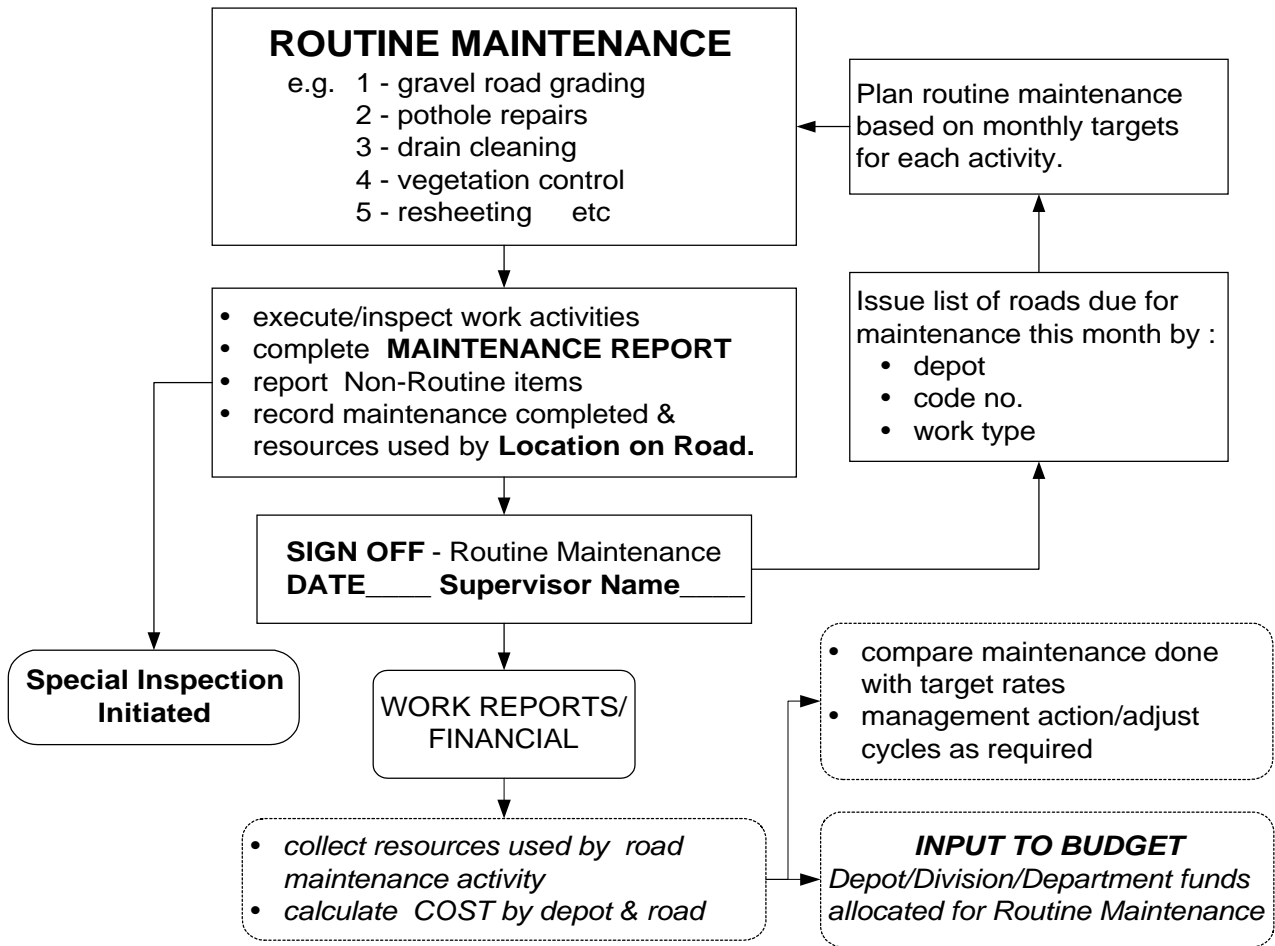 ROUTINE MAINTENANCE
e.g. 1 - gravel road grading
2 - pothole repairs
3 - drain cleaning
4 - vegetation control
5 - resheeting etc
Plan routine maintenance
based on monthly targets
for each activity.
• execute/inspect work activities
• complete MAINTENANCE REPORT
• report Non-Routine items
• record maintenance completed &
resources used by Location on Road.
Issue list of roads due for
maintenance this month by :
• depot
• code no.
• work type
SIGN OFF - Routine Maintenance
DATE____ Supervisor Name____
Special Inspection
Initiated
WORK REPORTS/
FINANCIAL
• compare maintenance done
with target rates
• management action/adjust
cycles as required
• collect resources used by road
maintenance activity
• calculate COST by depot & road
INPUT TO BUDGET
Depot/Division/Department funds
allocated for Routine Maintenance